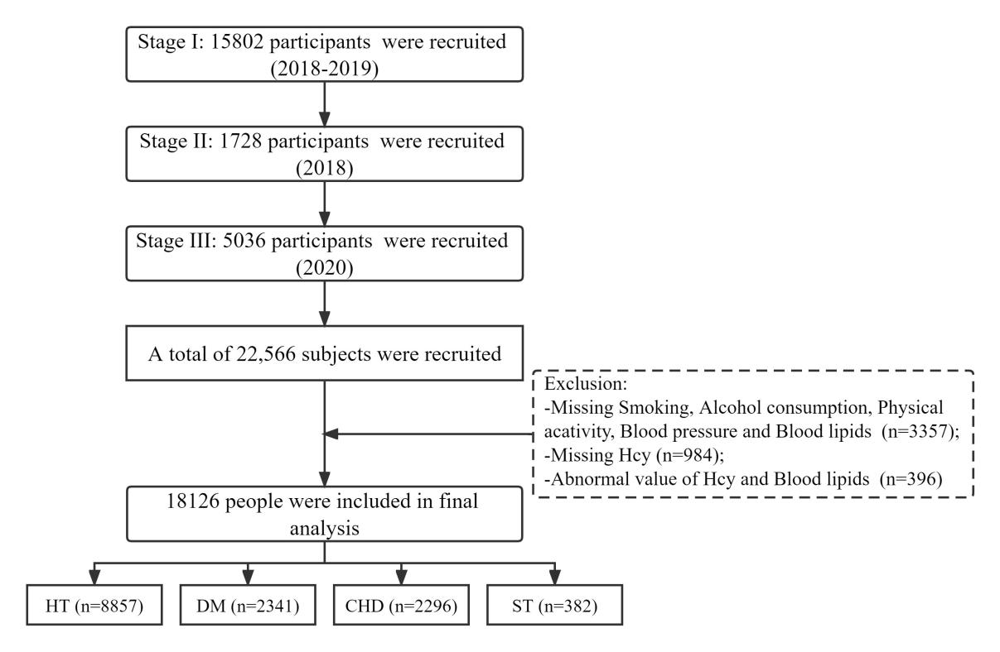 Stage I: 15802 participants  were recruited
(2018-2019)
Stage II: 1728 participants  were recruited
(2018)
Stage III: 5036 participants  were recruited
(2020)
A total of 22,566 subjects were recruited
Exclusion:
-Missing Smoking, Alcohol consumption, Physical
acativity, Blood pressure and Blood lipids  (n=3357);
-Missing Hcy (n=984);
-Abnormal value of Hcy and Blood lipids  (n=396)
18126 people were included in final
analysis
HT (n=8857)
DM (n=2341)
CHD (n=2296)
ST (n=382)